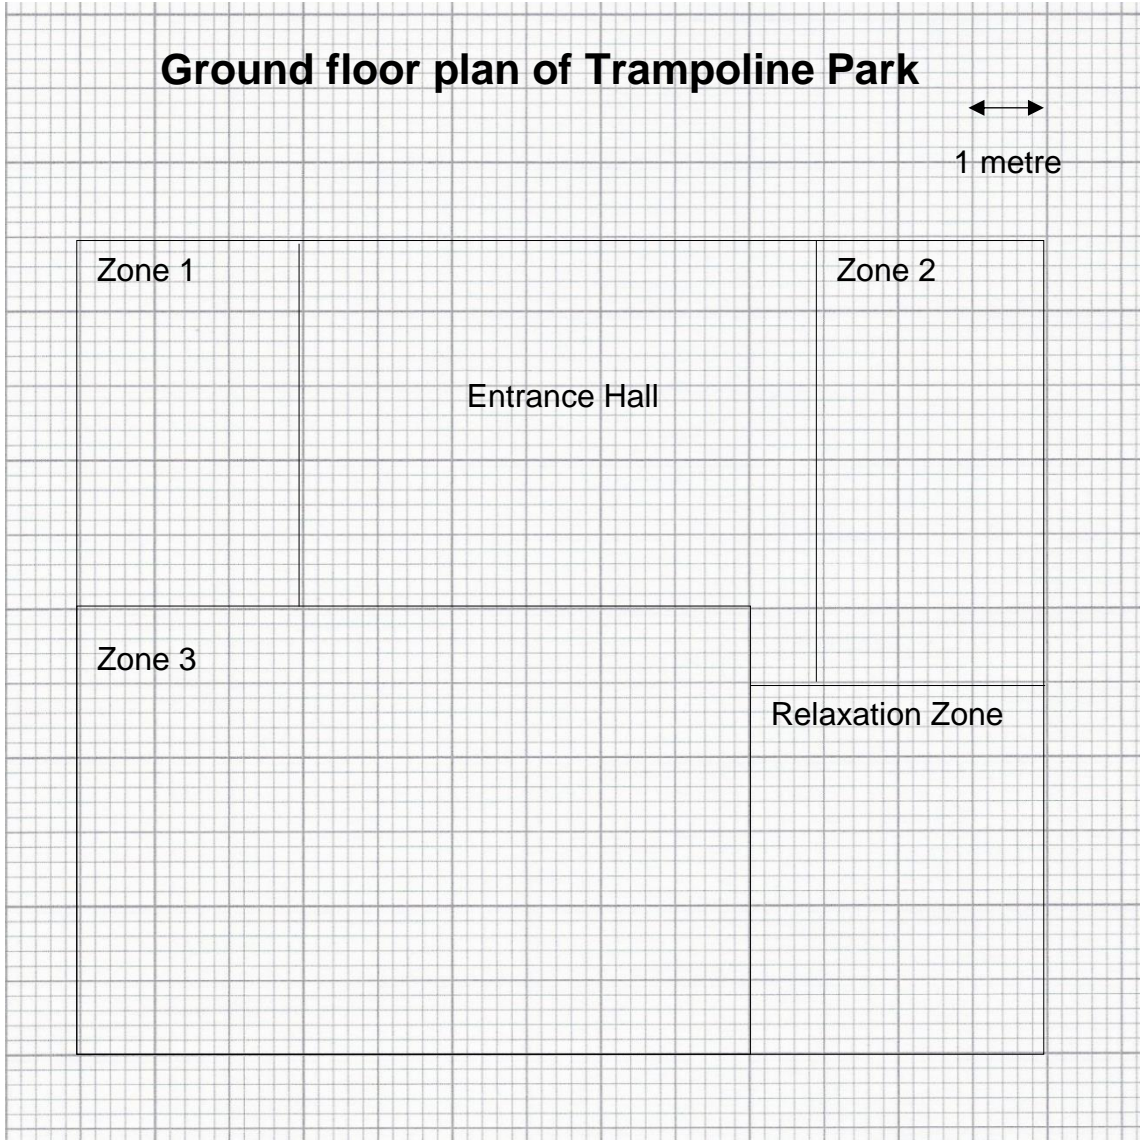 Ground floor plan of Trampoline Park
1 metre
Zone 1
Zone 2
Entrance Hall
Zone 3
Relaxation Zone